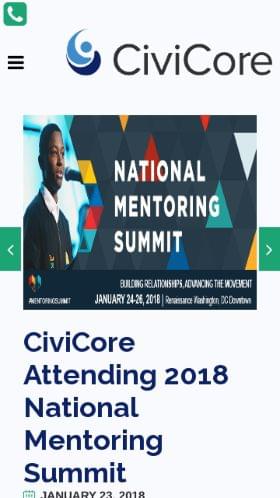 CiviCore
NATIONAL
MENTORING
SUMMIT
BUILDING RELATIONSHIPS, ADVANCING THE MOVEMENT
#MENTORINGSUMMIT
JANUARY 24-26, 2018 | Renaissance Washington, DC Downtown
CiviCore
Attending 2018
National
Mentoring
Summit
JANUARY 23, 2018